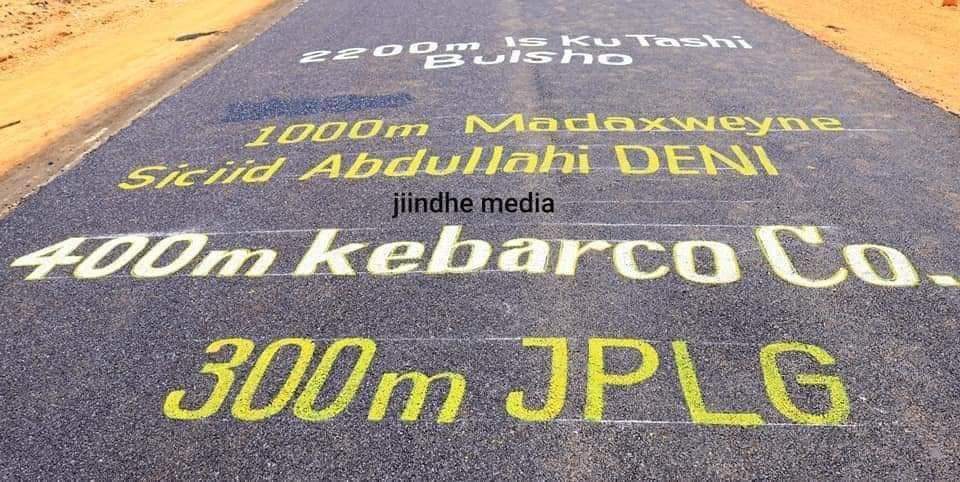 2200m Is Ku Tashi
Bulsho
1000m Madaxweyne
Siciid Abdullahi DENI
jiindhe media
400m kebarco Co.
300m JPLG